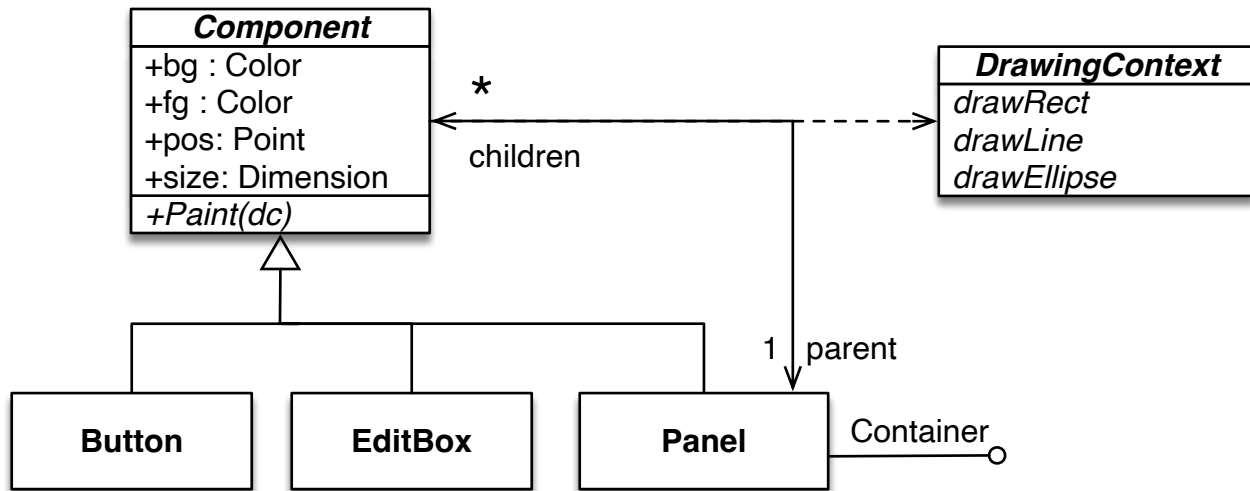 Component
+bg : Color
+fg : Color
+pos: Point
+size: Dimension
+Paint(dc)
*
children
DrawingContext
drawRect
drawLine
drawEllipse
1 parent
Button
EditBox
Panel
Container